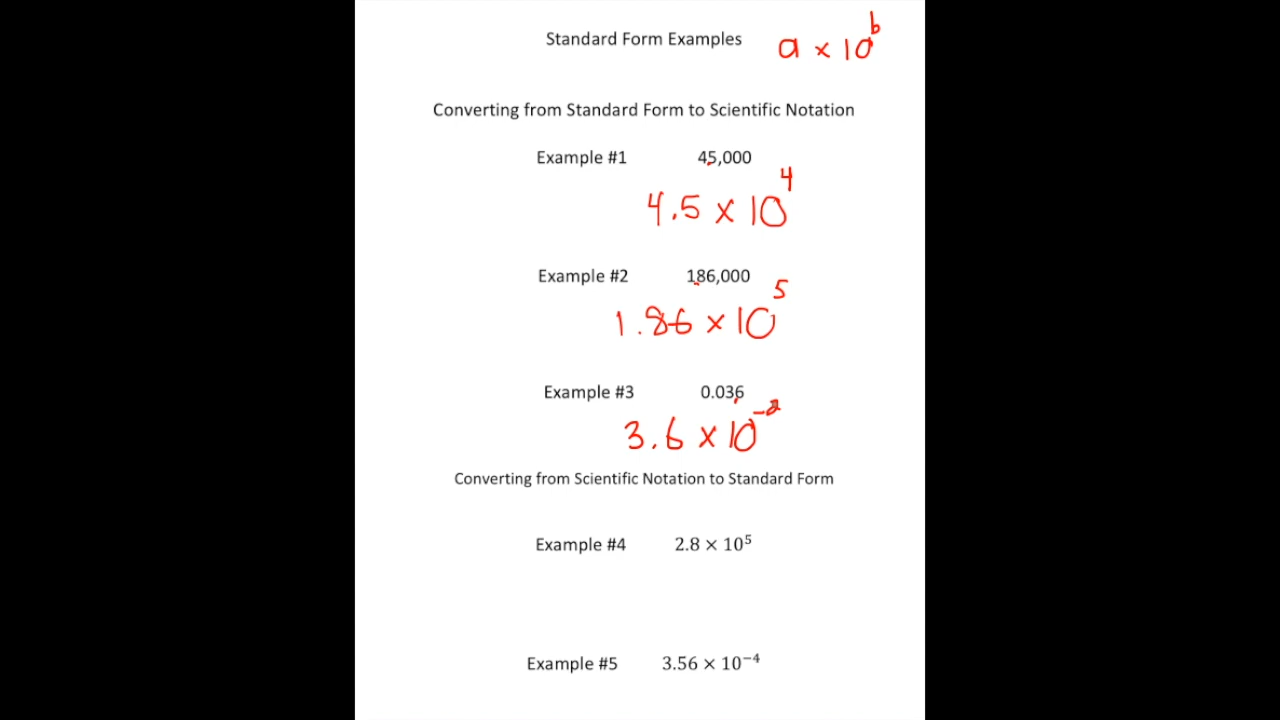 Standard Form Examples a × 10^b
Converting from Standard Form to Scientific Notation
Example #1 45,000
4.5 × 10^4
Example #2 186,000
1.86 × 10^5
Example #3 0.036
3.6 × 10^-2
Converting from Scientific Notation to Standard Form
Example #4 2.8 × 10^5
Example #5 3.56 × 10^−4